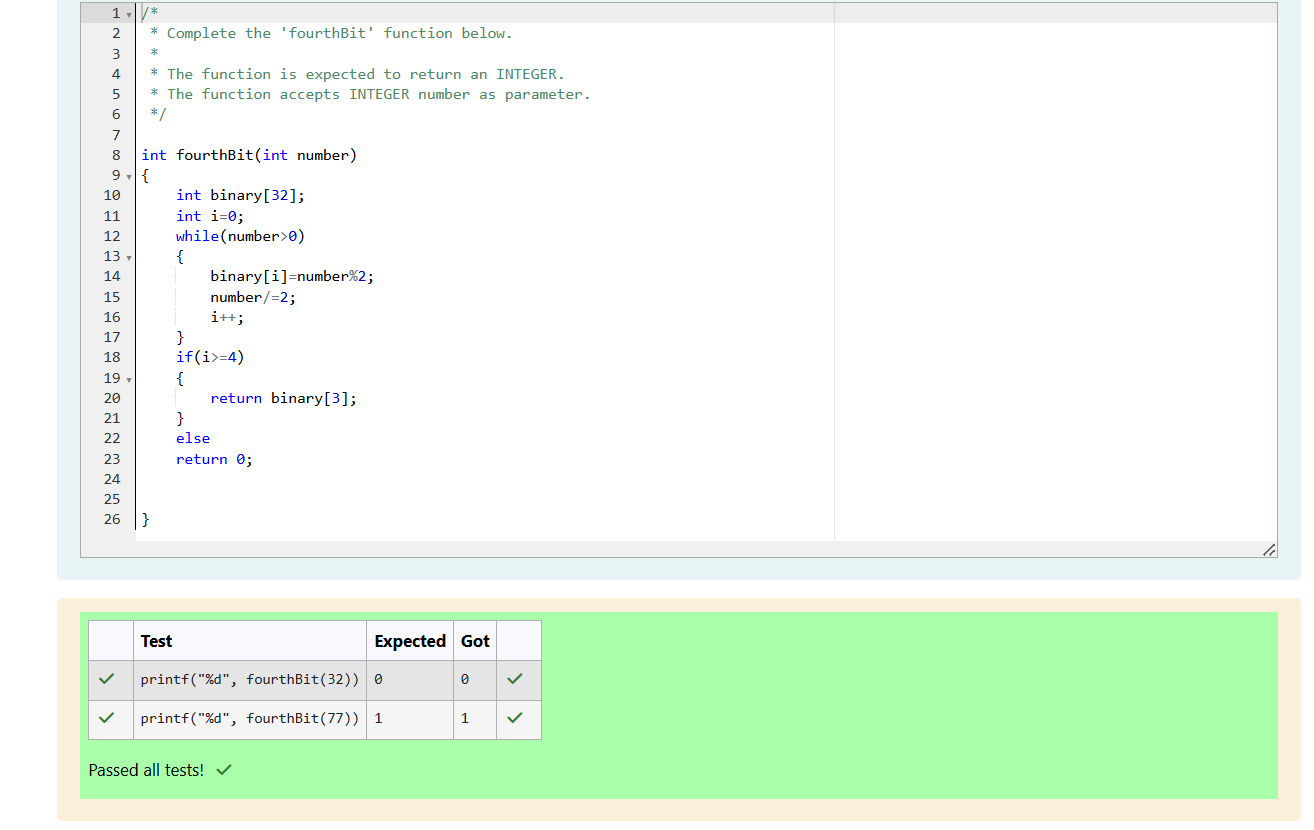 1 /*
2  * Complete the 'fourthBit' function below.
3  *
4  * The function is expected to return an INTEGER.
5  * The function accepts INTEGER number as parameter.
6  */
7
8 int fourthBit(int number)
9 {
10     int binary[32];
11     int i=0;
12     while(number>0)
13     {
14         binary[i]=number%2;
15         number/=2;
16         i++;
17     }
18     if(i>=4)
19     {
20         return binary[3];
21     }
22     else
23     return 0;
24
25
26 }
Test Expected Got
printf("%d", fourthBit(32)) 0 0
printf("%d", fourthBit(77)) 1 1
Passed all tests!